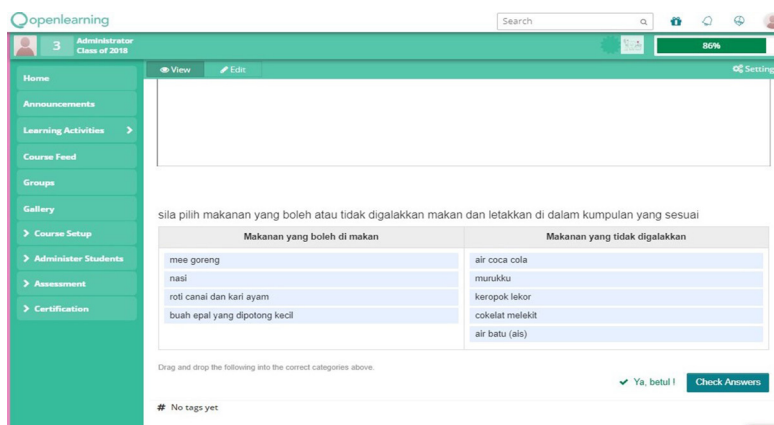 openlearning
Search
3
Administrator
Class of 2018
86%
View
Edit
Setting
Home
Announcements
Learning Activities
Course Feed
Groups
Gallery
Course Setup
Administer Students
Assessment
Certification
sila pilih makanan yang boleh atau tidak digalakkan makan dan letakkan di dalam kumpulan yang sesuai
Makanan yang boleh di makan
Makanan yang tidak digalakkan
mee goreng
air coca cola
nasi
murukku
roti canai dan kari ayam
keropok lekor
buah epal yang dipotong kecil
cokelat melekit
air batu (ais)
Drag and drop the following into the correct categories above.
Ya, betul !
Check Answers
# No tags yet